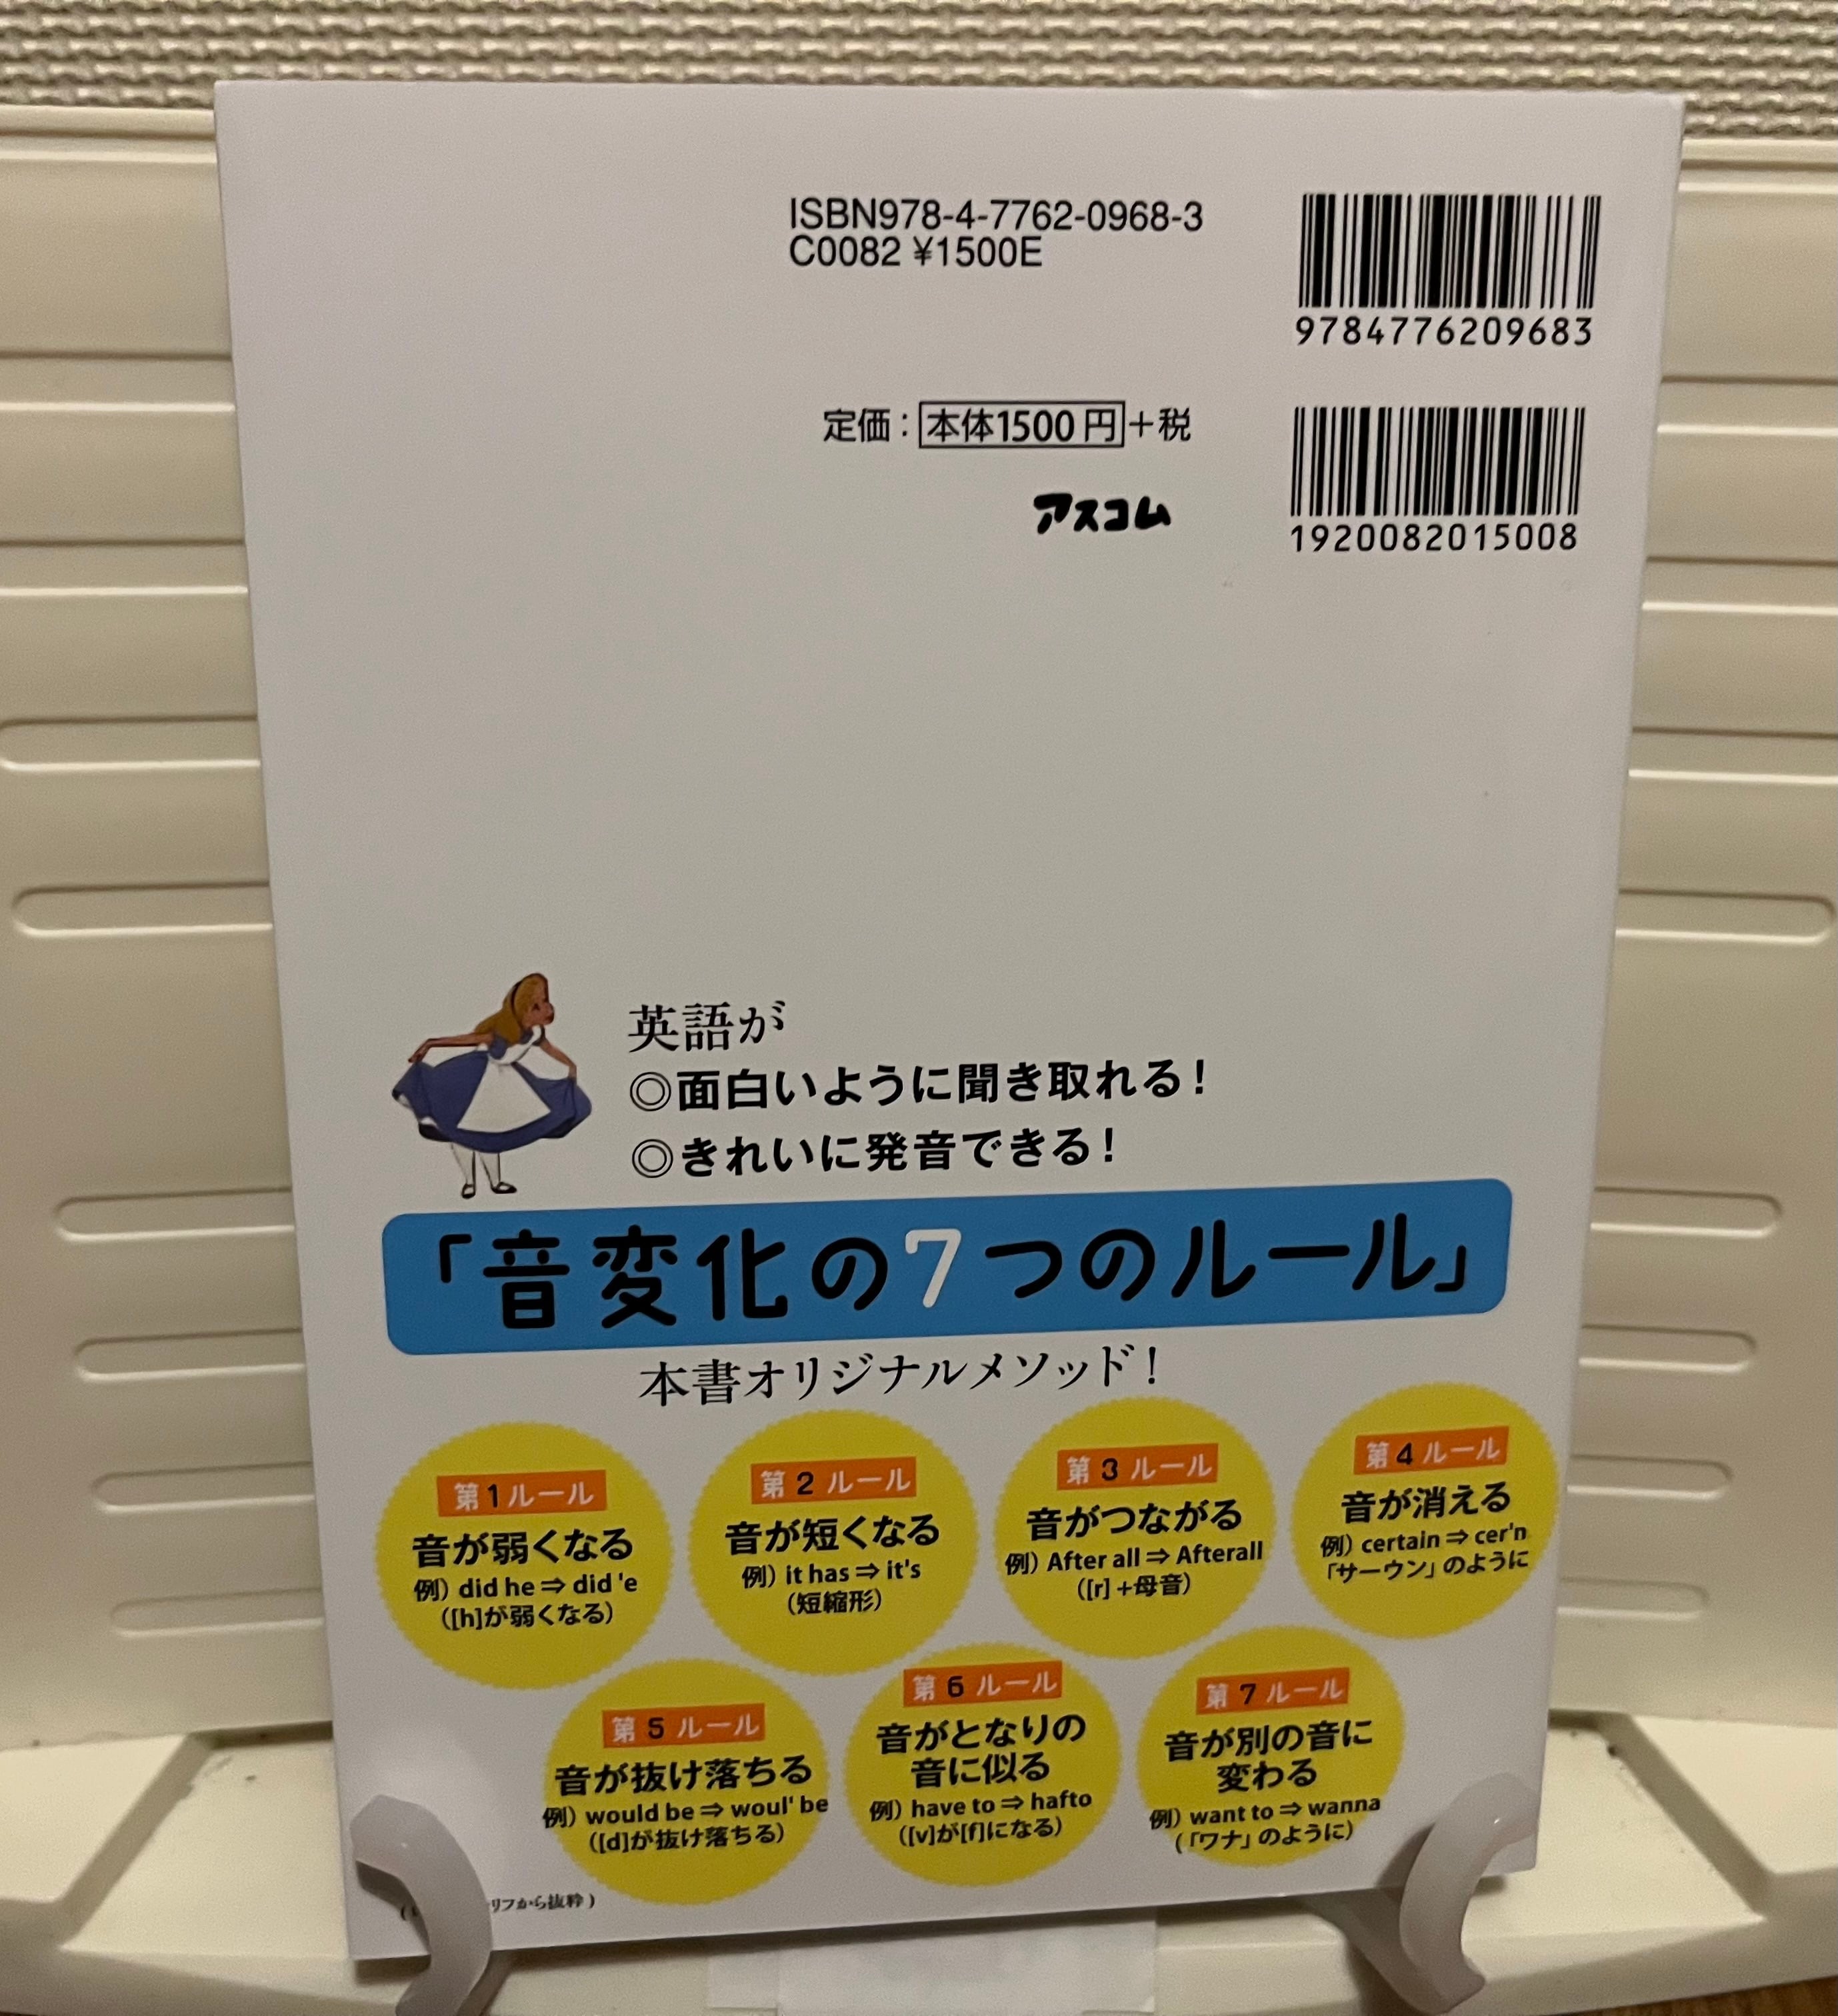 ISBN978-4-7762-0968-3
C0082 ¥1500E
9784776209683
定価：本体1500円＋税
アスコム
1920082015008
英語が
◎面白いように聞き取れる！
◎きれいに発音できる！
「音変化の7つのルール」
本書オリジナルメソッド！
第1ルール
音が弱くなる
例）did he⇒did 'e
（[h]が弱くなる）
第2ルール
音が短くなる
例）it has⇒it's
（短縮形）
第3ルール
音がつながる
例）After all⇒Afterall
（[r]+母音）
第4ルール
音が消える
例）certain⇒cer'n
「サーウン」のように
第5ルール
音が抜け落ちる
例）would be⇒woul' be
（[d]が抜け落ちる）
第6ルール
音がとなりの
音に似る
例）have to⇒hafto
（[v]が[f]になる）
第7ルール
音が別の音に
変わる
例）want to⇒wanna
（「ワナ」のように）
リフから抜粋）